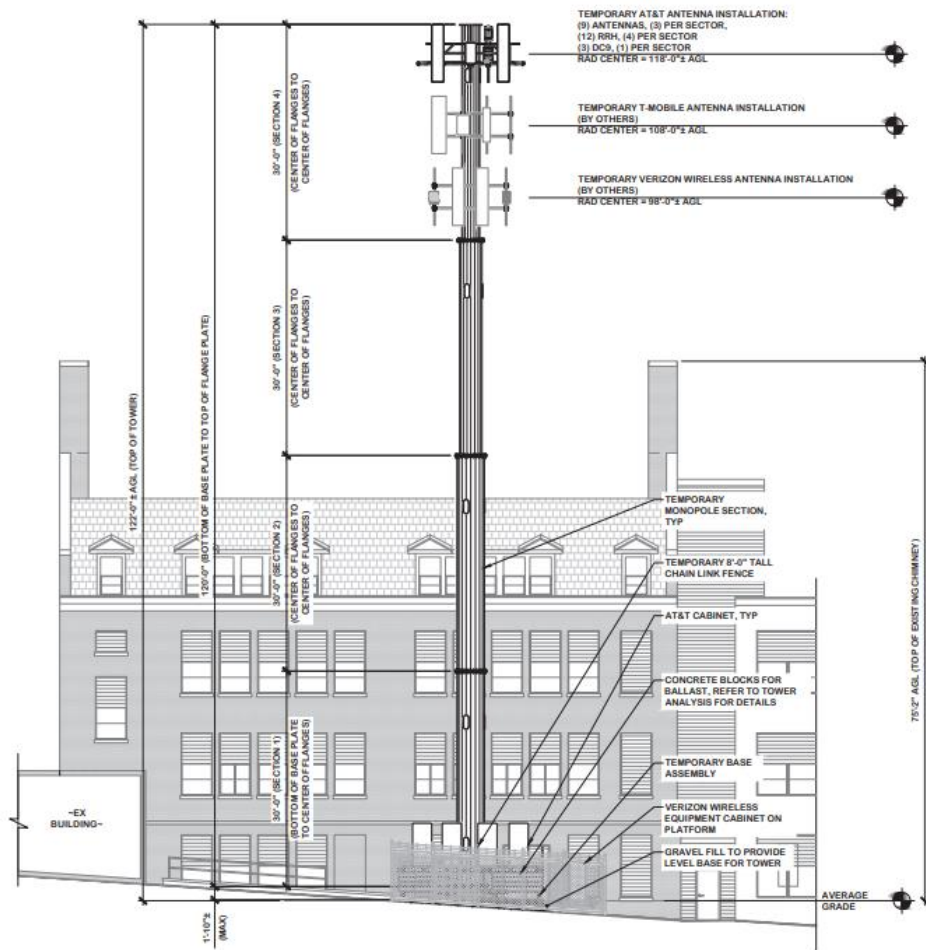 TEMPORARY AT&T ANTENNA INSTALLATION:
(9) ANTENNAS, (3) PER SECTOR,
(12) RRH, (4) PER SECTOR
(3) DC9, (1) PER SECTOR
RAD CENTER = 118'-0"± AGL
TEMPORARY T-MOBILE ANTENNA INSTALLATION
(BY OTHERS)
RAD CENTER = 108'-0"± AGL
TEMPORARY VERIZON WIRELESS ANTENNA INSTALLATION
(BY OTHERS)
RAD CENTER = 98'-0"± AGL
122'-0"± AGL (TOP OF TOWER)
120'-0" (BOTTOM OF BASE PLATE TO TOP OF FLANGE PLATE)
30'-0" (SECTION 4)
(CENTER OF FLANGES TO
CENTER OF FLANGES)
30'-0" (SECTION 3)
(CENTER OF FLANGES TO
CENTER OF FLANGES)
30'-0" (SECTION 2)
(CENTER OF FLANGES TO
CENTER OF FLANGES)
30'-0" (SECTION 1)
(BOTTOM OF BASE PLATE
TO CENTER OF FLANGES)
1'-10"±
(MAX)
75'-2" AGL (TOP OF EXISTING CHIMNEY)
TEMPORARY
MONOPOLE SECTION,
TYP
TEMPORARY 8'-0" TALL
CHAIN LINK FENCE
AT&T CABINET, TYP
CONCRETE BLOCKS FOR
BALLAST, REFER TO TOWER
ANALYSIS FOR DETAILS
TEMPORARY BASE
ASSEMBLY
VERIZON WIRELESS
EQUIPMENT CABINET ON
PLATFORM
GRAVEL FILL TO PROVIDE
LEVEL BASE FOR TOWER
~EX
BUILDING~
AVERAGE
GRADE